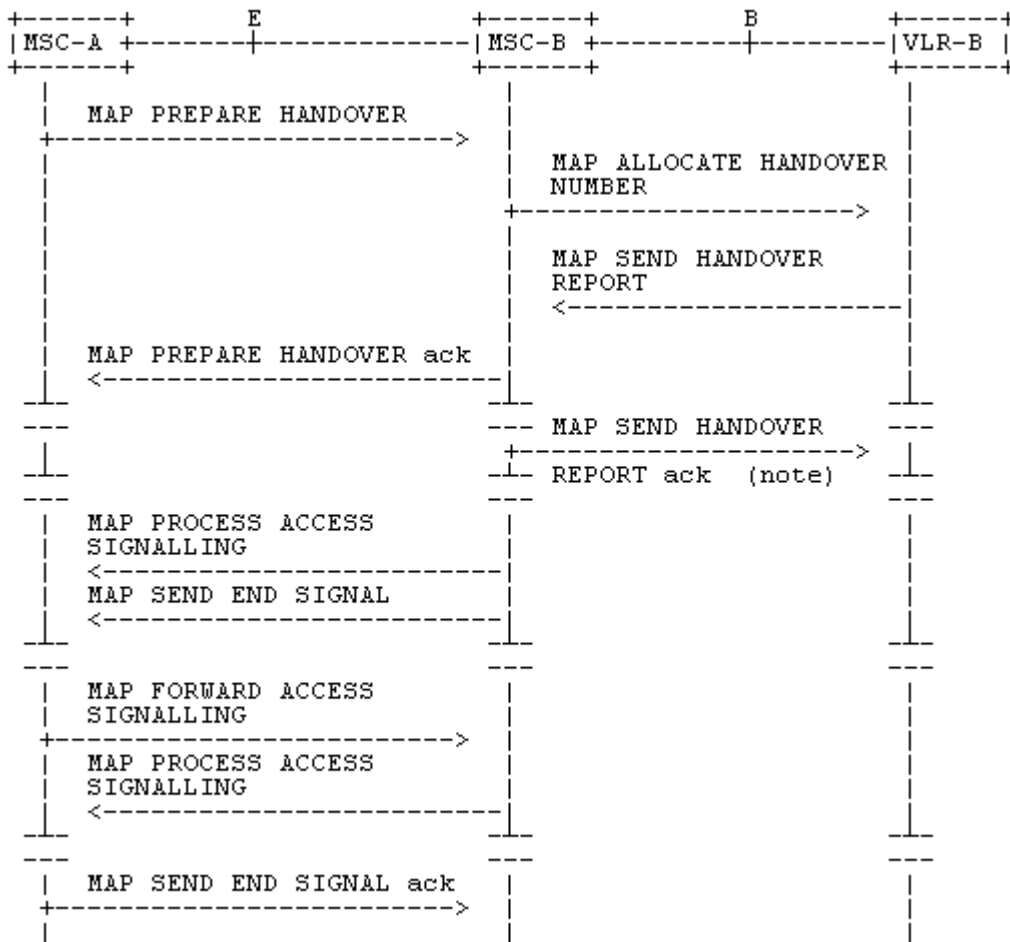 E B
MSC-A MSC-B VLR-B
MAP PREPARE HANDOVER
MAP ALLOCATE HANDOVER
NUMBER
MAP SEND HANDOVER
REPORT
MAP PREPARE HANDOVER ack
MAP SEND HANDOVER
REPORT ack (note)
MAP PROCESS ACCESS
SIGNALLING
MAP SEND END SIGNAL
MAP FORWARD ACCESS
SIGNALLING
MAP PROCESS ACCESS
SIGNALLING
MAP SEND END SIGNAL ack